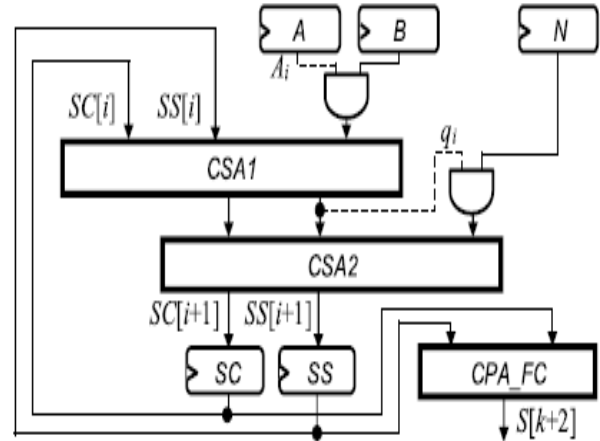 A B N
Ai
SC[i] SS[i]
qi
CSA1
CSA2
SC[i+1] SS[i+1]
SC SS CPA_FC
S[k+2]